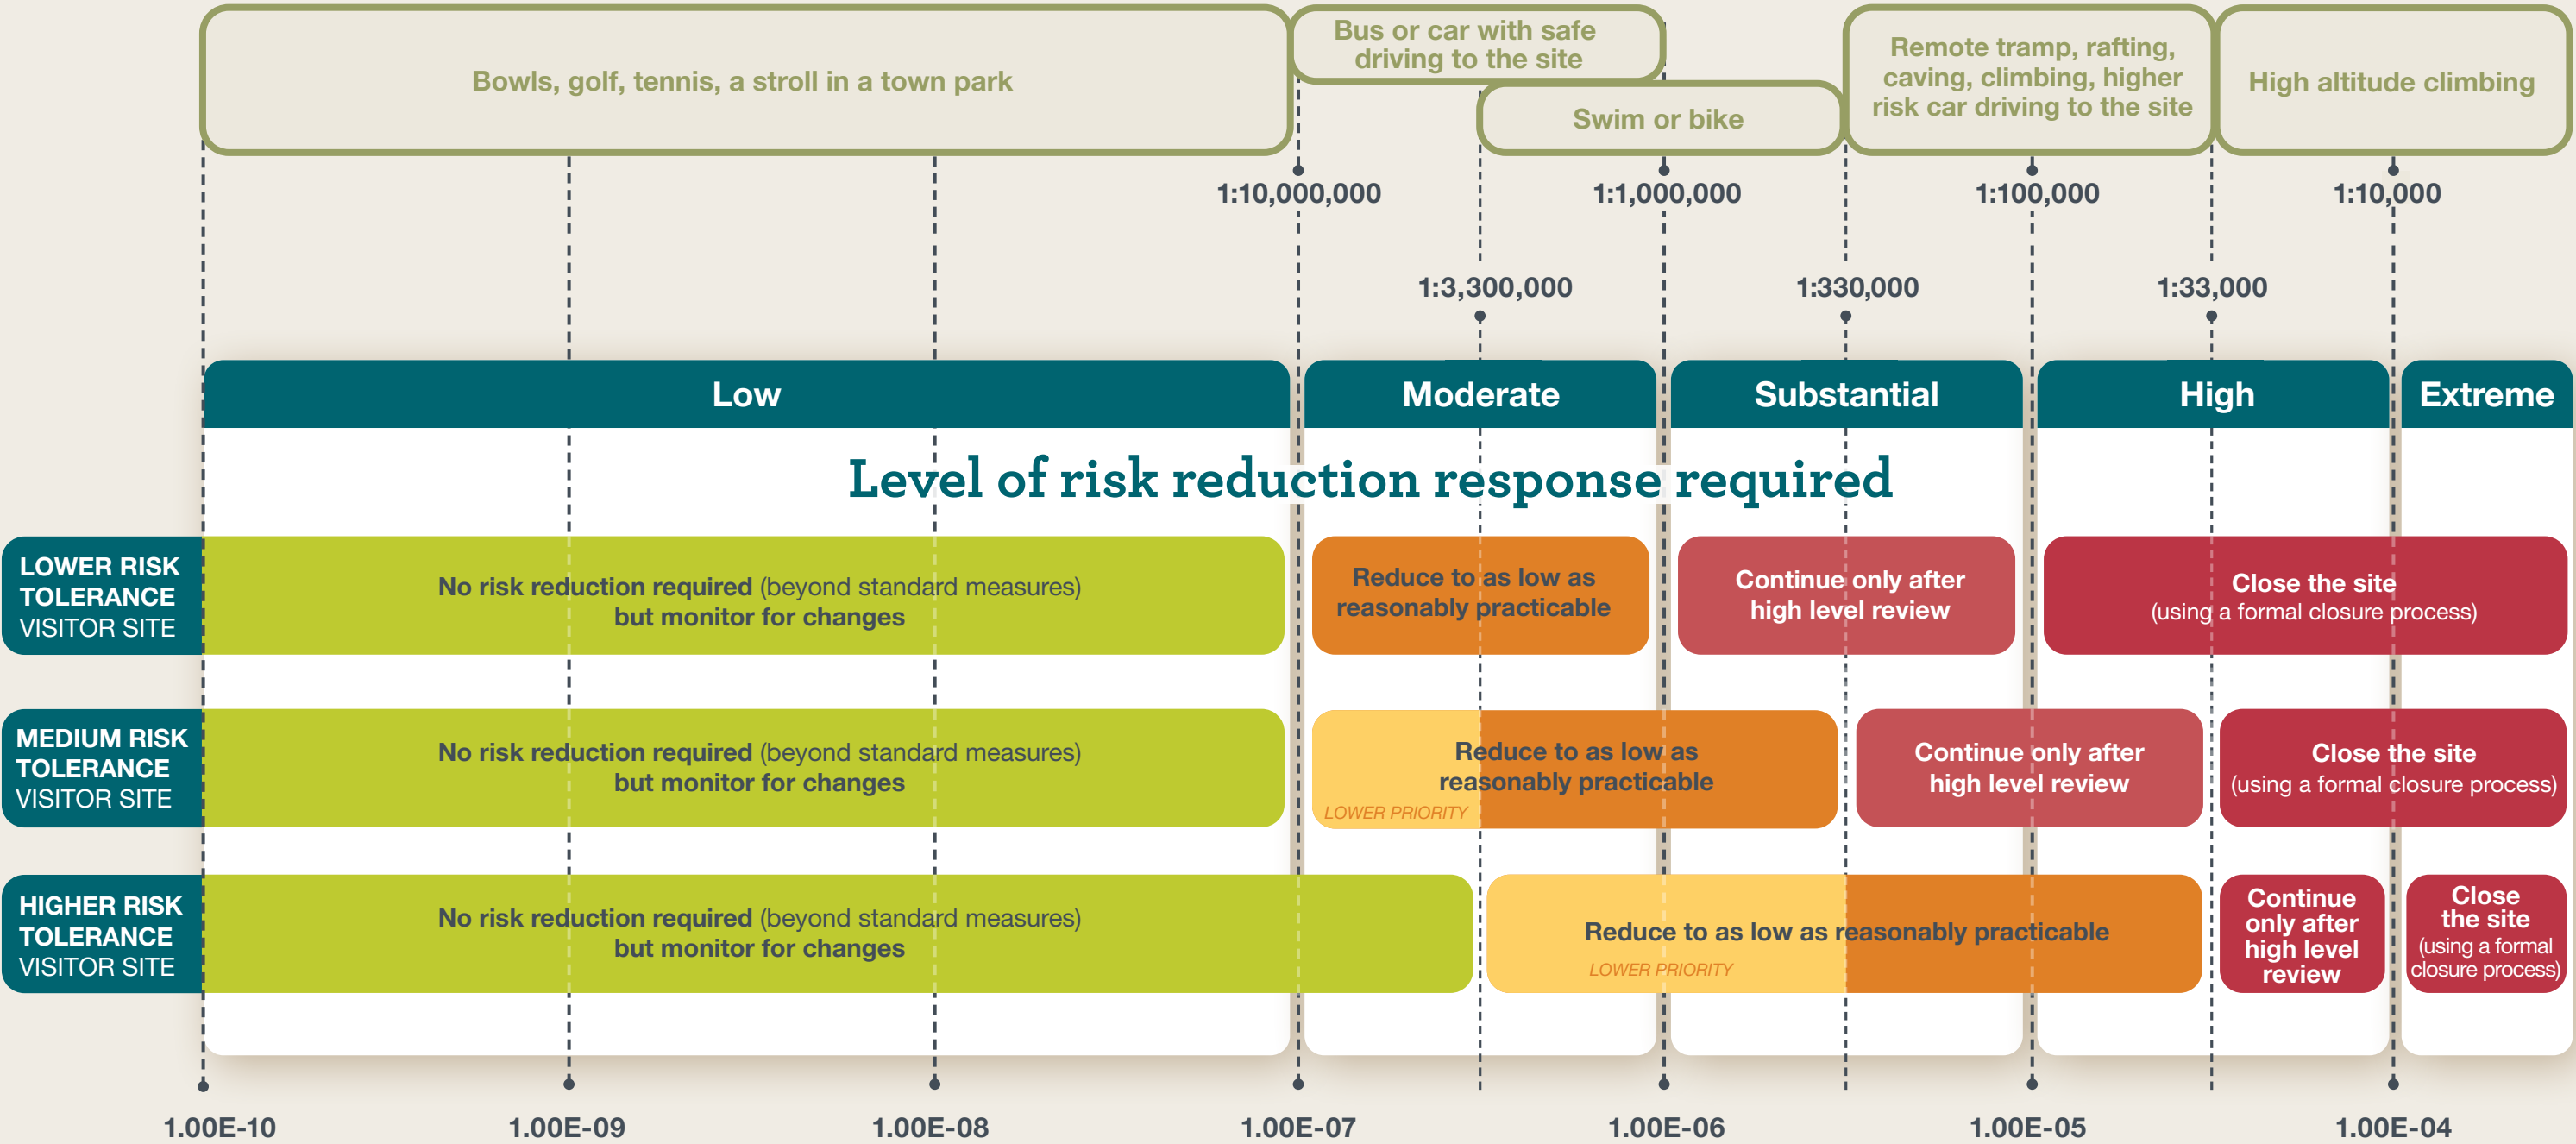 Bowls, golf, tennis, a stroll in a town park
Bus or car with safe
driving to the site
Swim or bike
Remote tramp, rafting,
caving, climbing, higher
risk car driving to the site
High altitude climbing
1:10,000,000
1:1,000,000
1:100,000
1:10,000
1:3,300,000
1:330,000
1:33,000
Low
Moderate
Substantial
High
Extreme
Level of risk reduction response required
LOWER RISK
TOLERANCE
VISITOR SITE
No risk reduction required (beyond standard measures)
but monitor for changes
Reduce to as low as
reasonably practicable
Continue only after
high level review
Close the site
(using a formal closure process)
MEDIUM RISK
TOLERANCE
VISITOR SITE
No risk reduction required (beyond standard measures)
but monitor for changes
Reduce to as low as
reasonably practicable
LOWER PRIORITY
Continue only after
high level review
Close the site
(using a formal closure process)
HIGHER RISK
TOLERANCE
VISITOR SITE
No risk reduction required (beyond standard measures)
but monitor for changes
Reduce to as low as reasonably practicable
LOWER PRIORITY
Continue
only after
high level
review
Close
the site
(using a formal
closure process)
1.00E-10
1.00E-09
1.00E-08
1.00E-07
1.00E-06
1.00E-05
1.00E-04